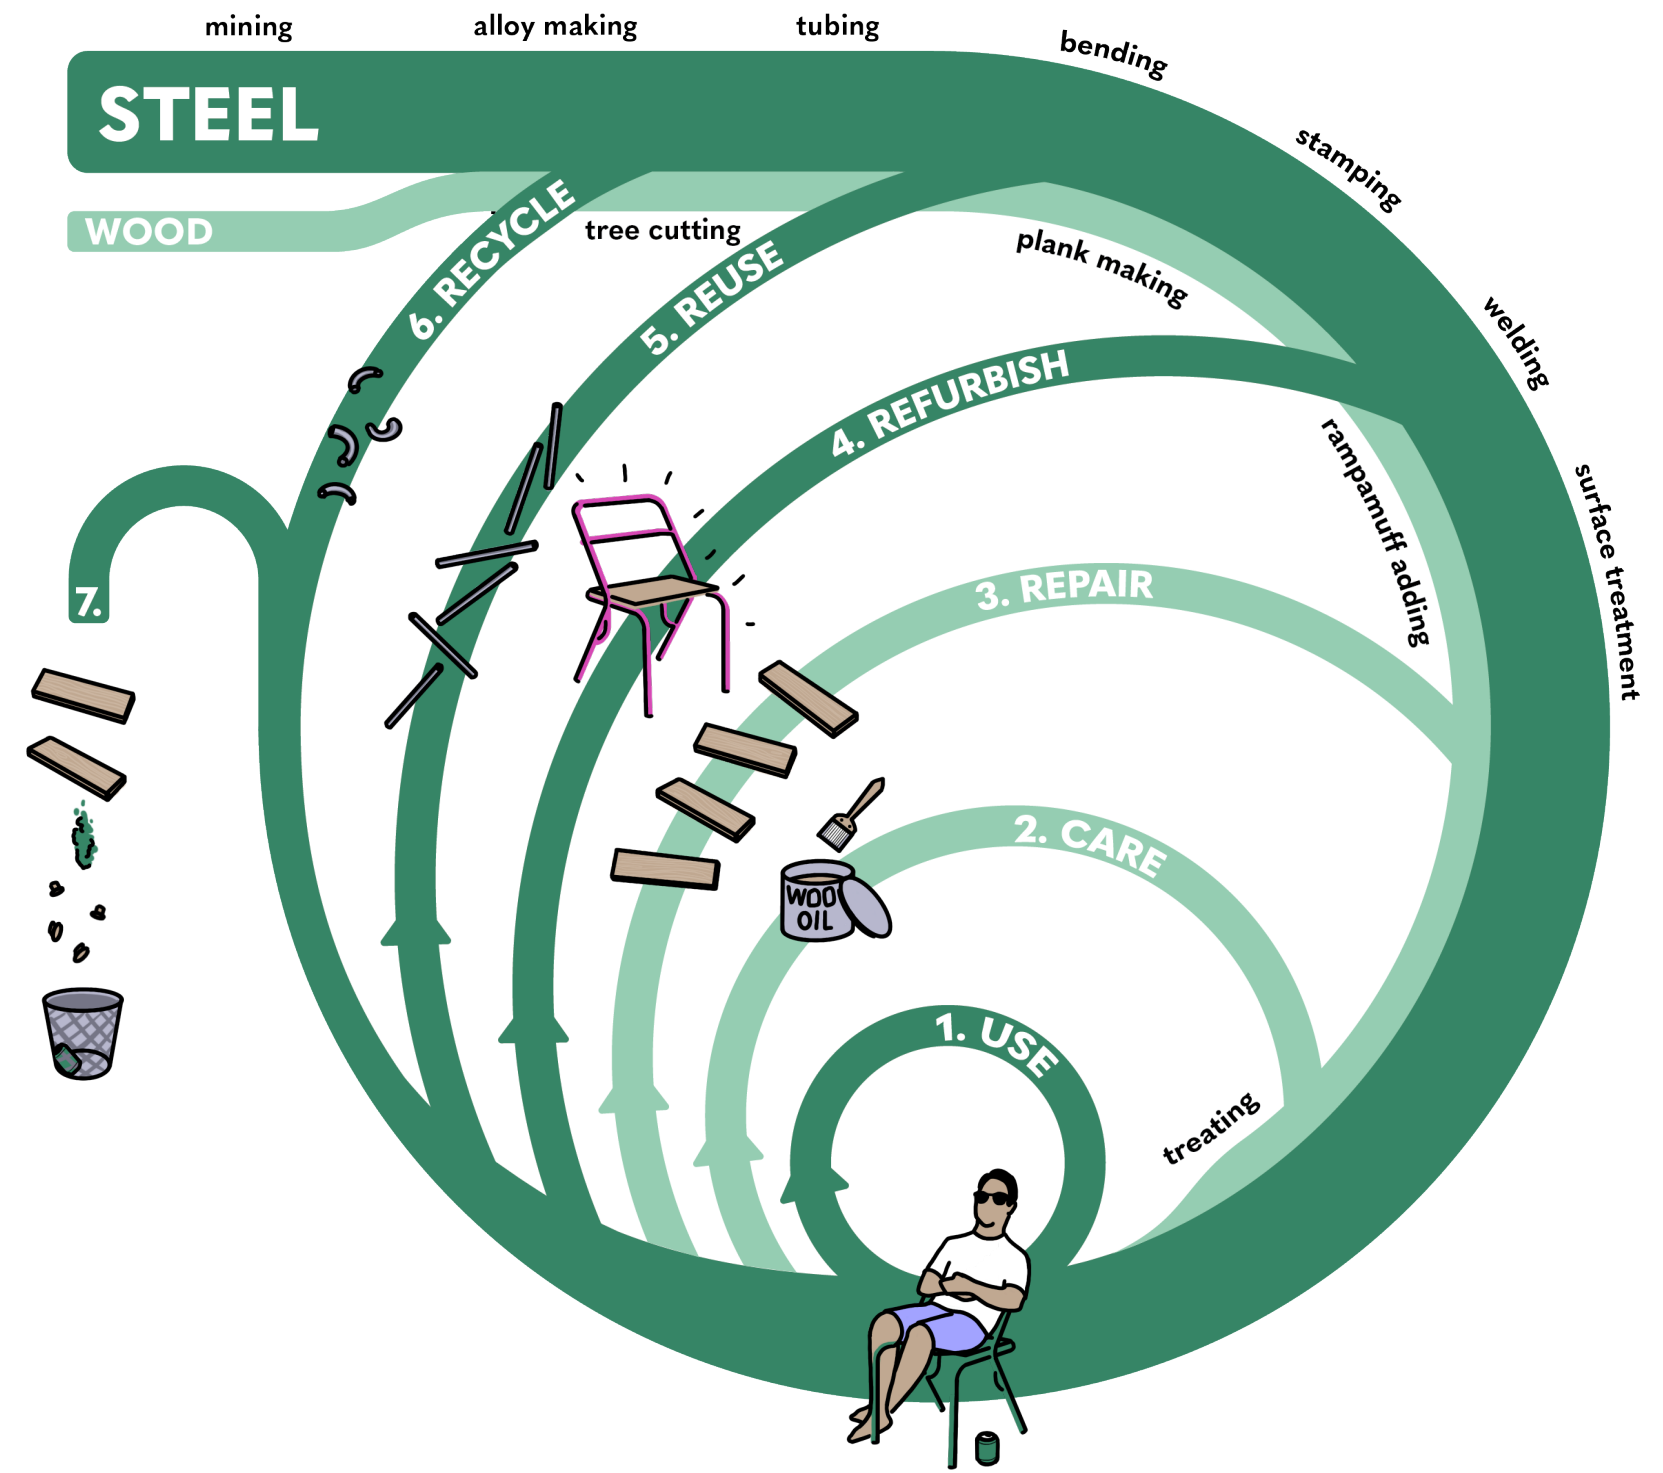 mining
alloy making
tubing
bending
stamping
welding
surface treatment
STEEL
WOOD
tree cutting
plank making
rampamuff adding
treating
6. RECYCLE
5. REUSE
4. REFURBISH
3. REPAIR
2. CARE
1. USE
7.
WOO
OIL